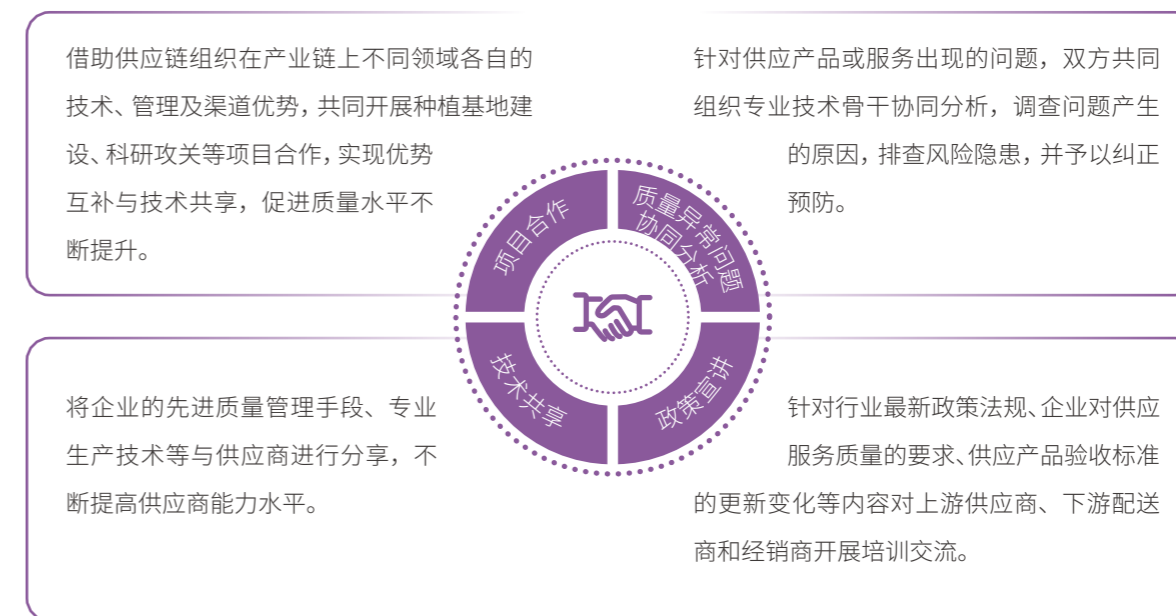 借助供应链组织在产业链上不同领域各自的
技术、管理及渠道优势，共同开展种植基地建
设、科研攻关等项目合作，实现优势
互补与技术共享，促进质量水平不
断提升。
针对供应产品或服务出现的问题，双方共同
组织专业技术骨干协同分析，调查问题产生
的原因，排查风险隐患，并予以纠正
预防。
项目合作
质量异常问题
协同分析
技术共享
政策宣讲
将企业的先进质量管理手段、专业
生产技术等与供应商进行分享，不
断提高供应商能力水平。
针对行业最新政策法规、企业对供应
服务质量的要求、供应产品验收标准
的更新变化等内容对上游供应商、下游配送
商和经销商开展培训交流。